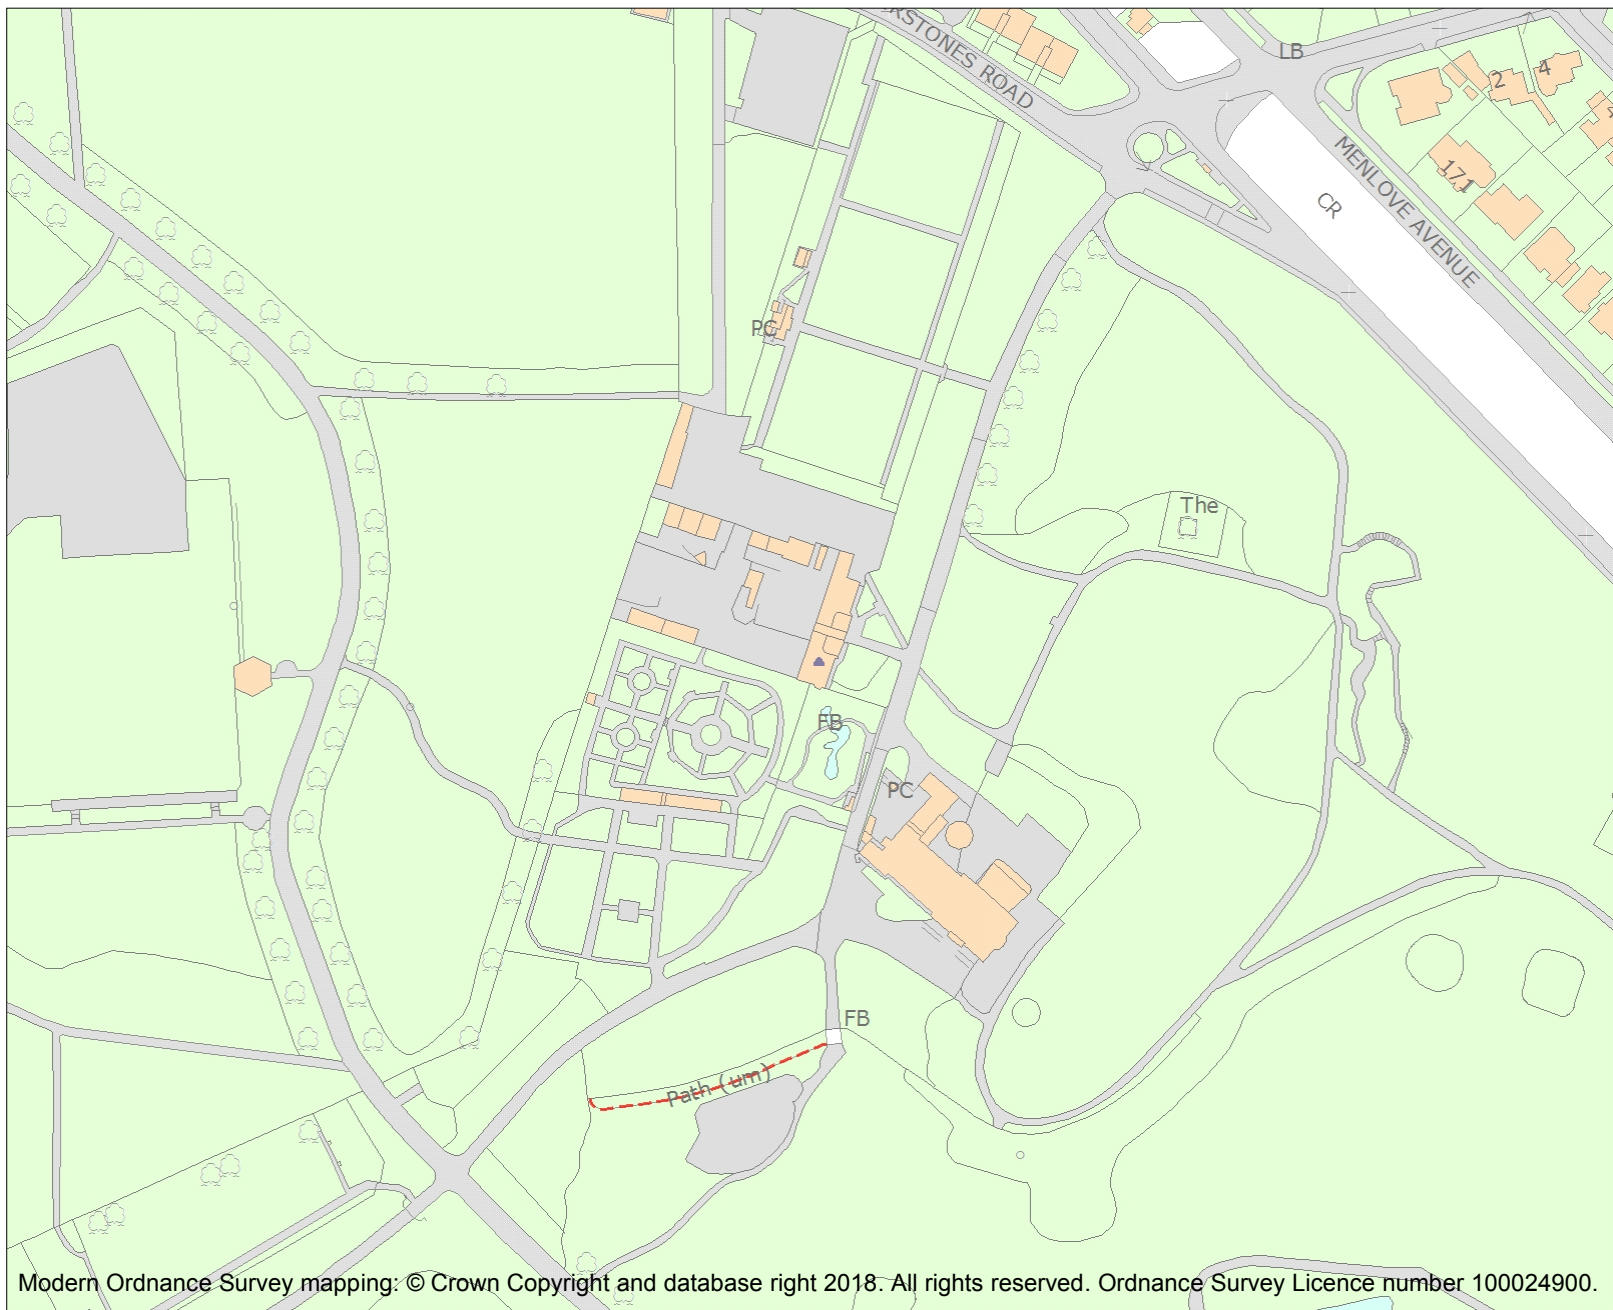 RSTONES ROAD
LB
2
4
MENLOVE AVENUE
171
CR
PC
The
FB
PC
FB
Path (um)
Modern Ordnance Survey mapping: © Crown Copyright and database right 2018. All rights reserved. Ordnance Survey Licence number 100024900.